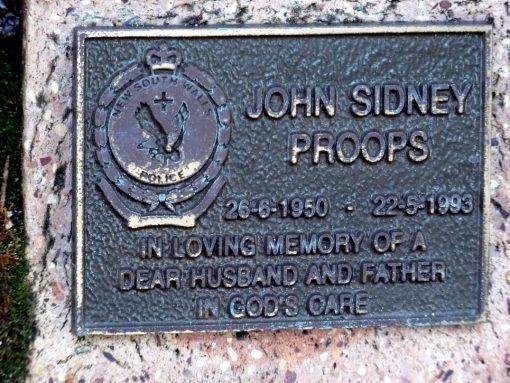 NEW SOUTH WALES
POLICE
JOHN SIDNEY
PROOPS
26-6-1950 - 22-5-1993
IN LOVING MEMORY OF A
DEAR HUSBAND AND FATHER
IN GOD'S CARE